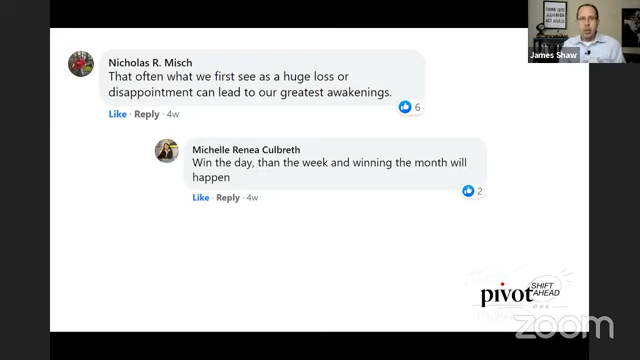 Nicholas R. Misch
That often what we first see as a huge loss or
disappointment can lead to our greatest awakenings.
Like · Reply · 4w
6
Michelle Renea Culbreth
Win the day, than the week and winning the month will
happen
Like · Reply · 4w
2
James Shaw
pivot
SHIFT
AHEAD
zoom